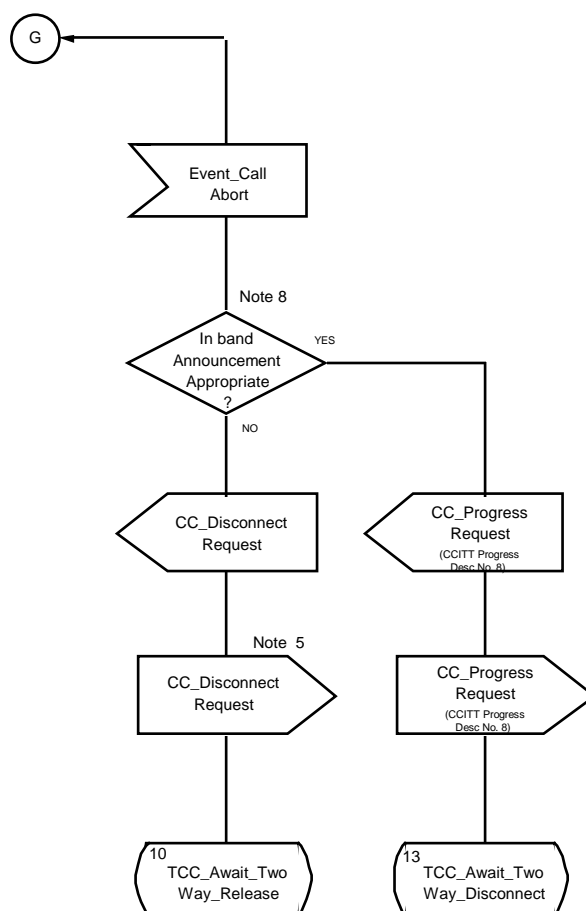 G
Event_Call
Abort
Note 8
In band
Announcement
Appropriate
?
YES
NO
CC_Disconnect
Request
CC_Progress
Request
(CCITT Progress
Desc No. 8)
Note 5
CC_Disconnect
Request
CC_Progress
Request
(CCITT Progress
Desc No. 8)
10
TCC_Await_Two
Way_Release
13
TCC_Await_Two
Way_Disconnect